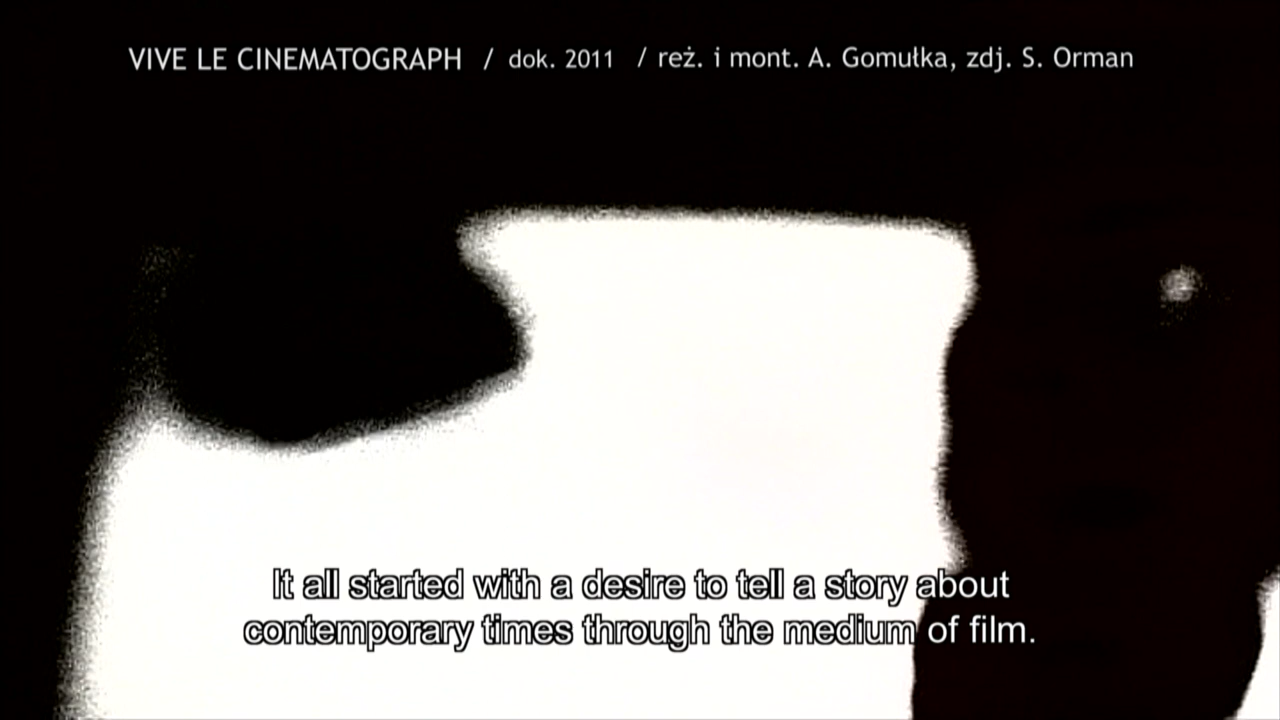 VIVE LE CINEMATOGRAPH / dok. 2011 / reż. i mont. A. Gomułka, zdj. S. Orman
It all started with a desire to tell a story about
contemporary times through the medium of film.